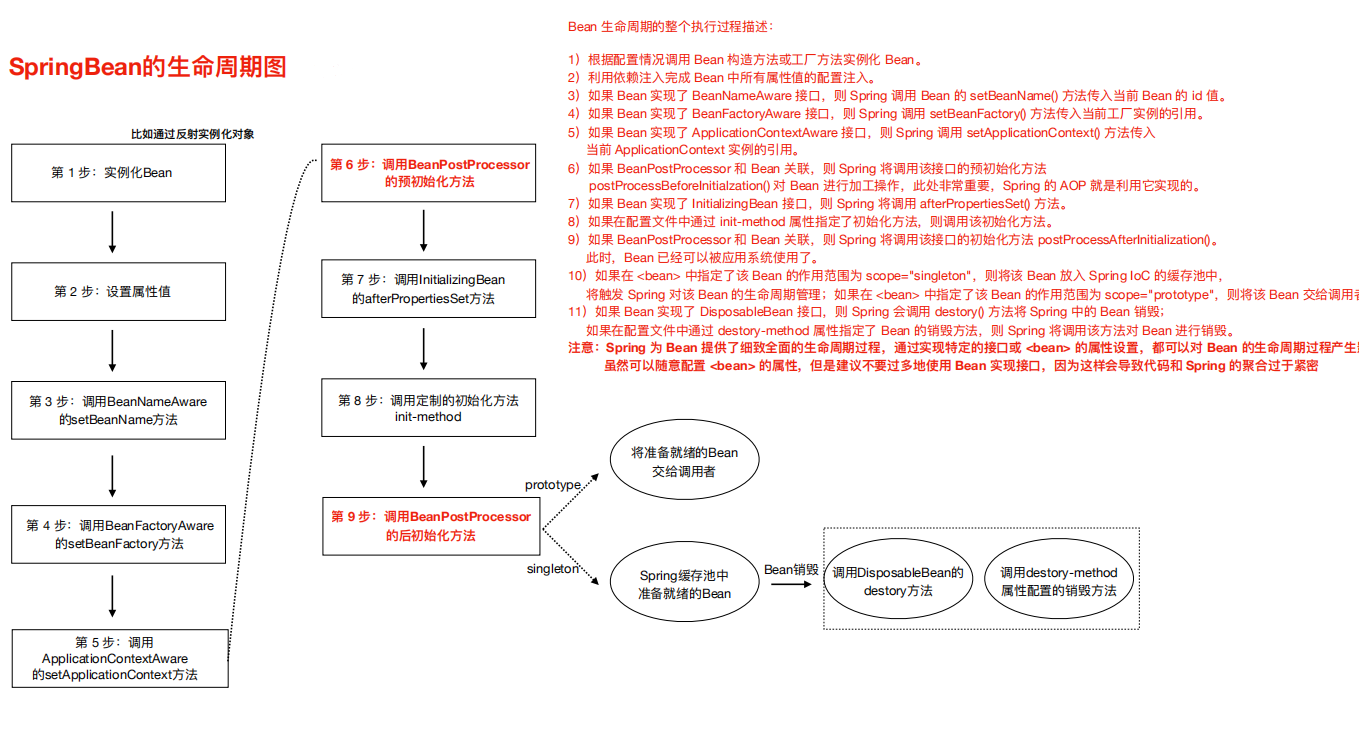 SpringBean的生命周期图
比如通过反射实例化对象
第 1 步：实例化Bean
第 2 步：设置属性值
第 3 步：调用BeanNameAware
的setBeanName方法
第 4 步：调用BeanFactoryAware
的setBeanFactory方法
第 5 步：调用
ApplicationContextAware
的setApplicationContext方法
第 6 步：调用BeanPostProcessor
的预初始化方法
第 7 步：调用InitializingBean
的afterPropertiesSet方法
第 8 步：调用定制的初始化方法
init-method
第 9 步：调用BeanPostProcessor
的后初始化方法
prototype
singleton
将准备就绪的Bean
交给调用者
Spring缓存池中
准备就绪的Bean
Bean销毁
调用DisposableBean的
destory方法
调用destory-method
属性配置的销毁方法
Bean 生命周期的整个执行过程描述：
1）根据配置情况调用 Bean 构造方法或工厂方法实例化 Bean。
2）利用依赖注入完成 Bean 中所有属性值的配置注入。
3）如果 Bean 实现了 BeanNameAware 接口，则 Spring 调用 Bean 的 setBeanName() 方法传入当前 Bean 的 id 值。
4）如果 Bean 实现了 BeanFactoryAware 接口，则 Spring 调用 setBeanFactory() 方法传入当前工厂实例的引用。
5）如果 Bean 实现了 ApplicationContextAware 接口，则 Spring 调用 setApplicationContext() 方法传入
当前 ApplicationContext 实例的引用。
6）如果 BeanPostProcessor 和 Bean 关联，则 Spring 将调用该接口的预初始化方法
postProcessBeforeInitialzation() 对 Bean 进行加工操作，此处非常重要，Spring 的 AOP 就是利用它实现的。
7）如果 Bean 实现了 InitializingBean 接口，则 Spring 将调用 afterPropertiesSet() 方法。
8）如果在配置文件中通过 init-method 属性指定了初始化方法，则调用该初始化方法。
9）如果 BeanPostProcessor 和 Bean 关联，则 Spring 将调用该接口的初始化方法 postProcessAfterInitialization()。
此时，Bean 已经可以被应用系统使用了。
10）如果在 <bean> 中指定了该 Bean 的作用范围为 scope="singleton"，则将该 Bean 放入 Spring IoC 的缓存池中，
将触发 Spring 对该 Bean 的生命周期管理；如果在 <bean> 中指定了该 Bean 的作用范围为 scope="prototype"，则将该 Bean 交给调用者
11）如果 Bean 实现了 DisposableBean 接口，则 Spring 会调用 destory() 方法将 Spring 中的 Bean 销毁；
如果在配置文件中通过 destory-method 属性指定了 Bean 的销毁方法，则 Spring 将调用该方法对 Bean 进行销毁。
注意：Spring 为 Bean 提供了细致全面的生命周期过程，通过实现特定的接口或 <bean> 的属性设置，都可以对 Bean 的生命周期过程产生
虽然可以随意配置 <bean> 的属性，但是建议不要过多地使用 Bean 实现接口，因为这样会导致代码和 Spring 的聚合过于紧密